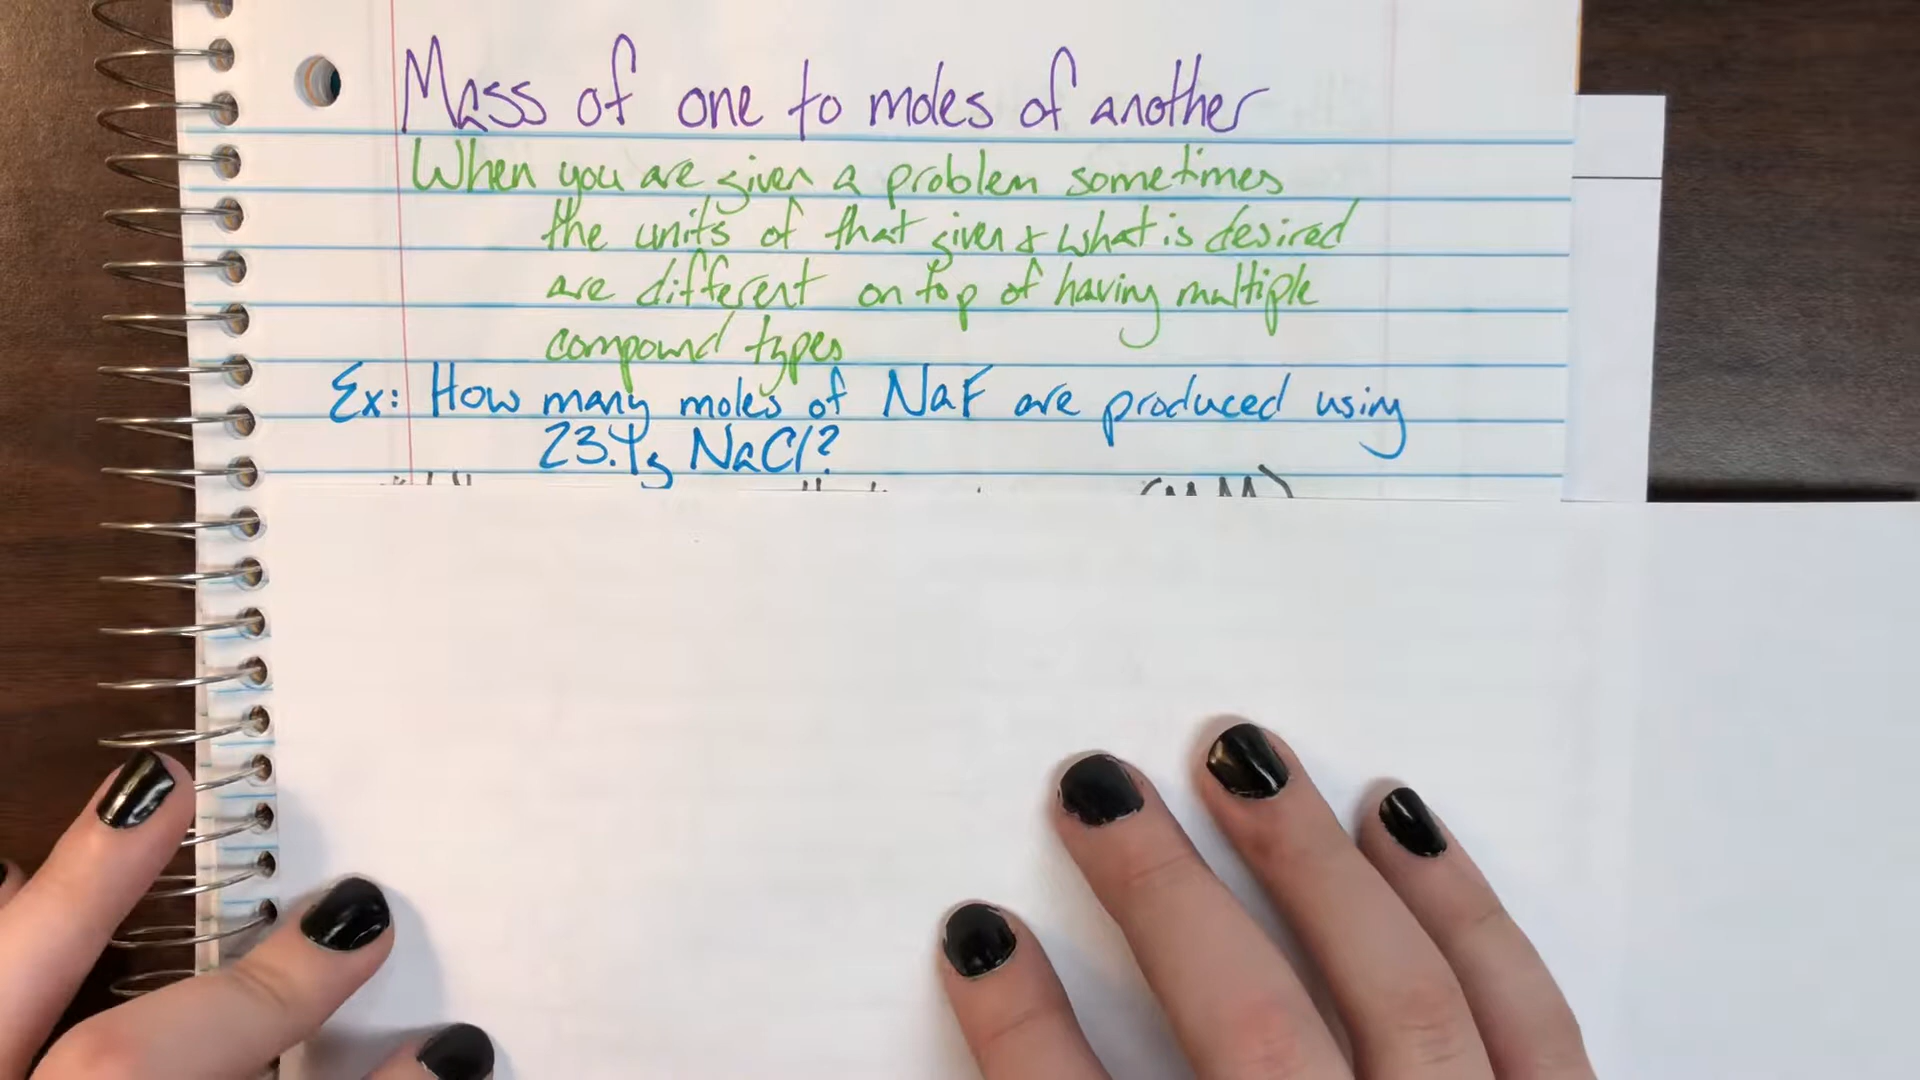 Mass of one to moles of another
When you are given a problem sometimes
the units of that given & what is desired
are different on top of having multiple
compound types
Ex: How many moles of NaF are produced using
23.4g NaCl?
(MM)